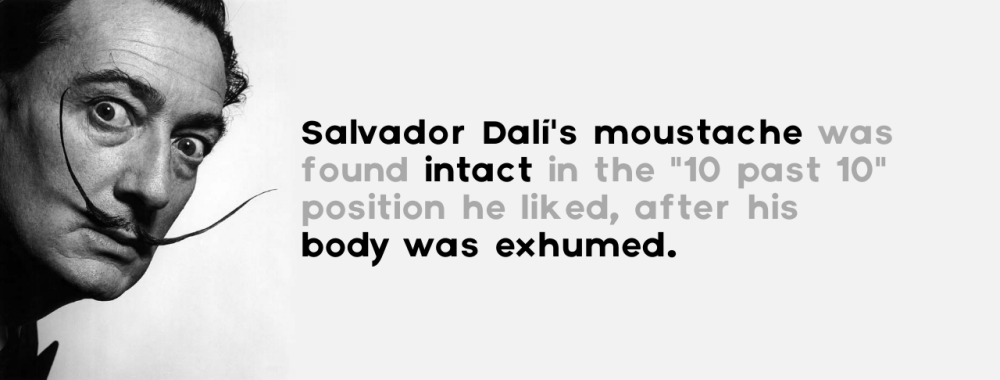 Salvador Dalí's moustache was
found intact in the "10 past 10"
position he liked, after his
body was exhumed.